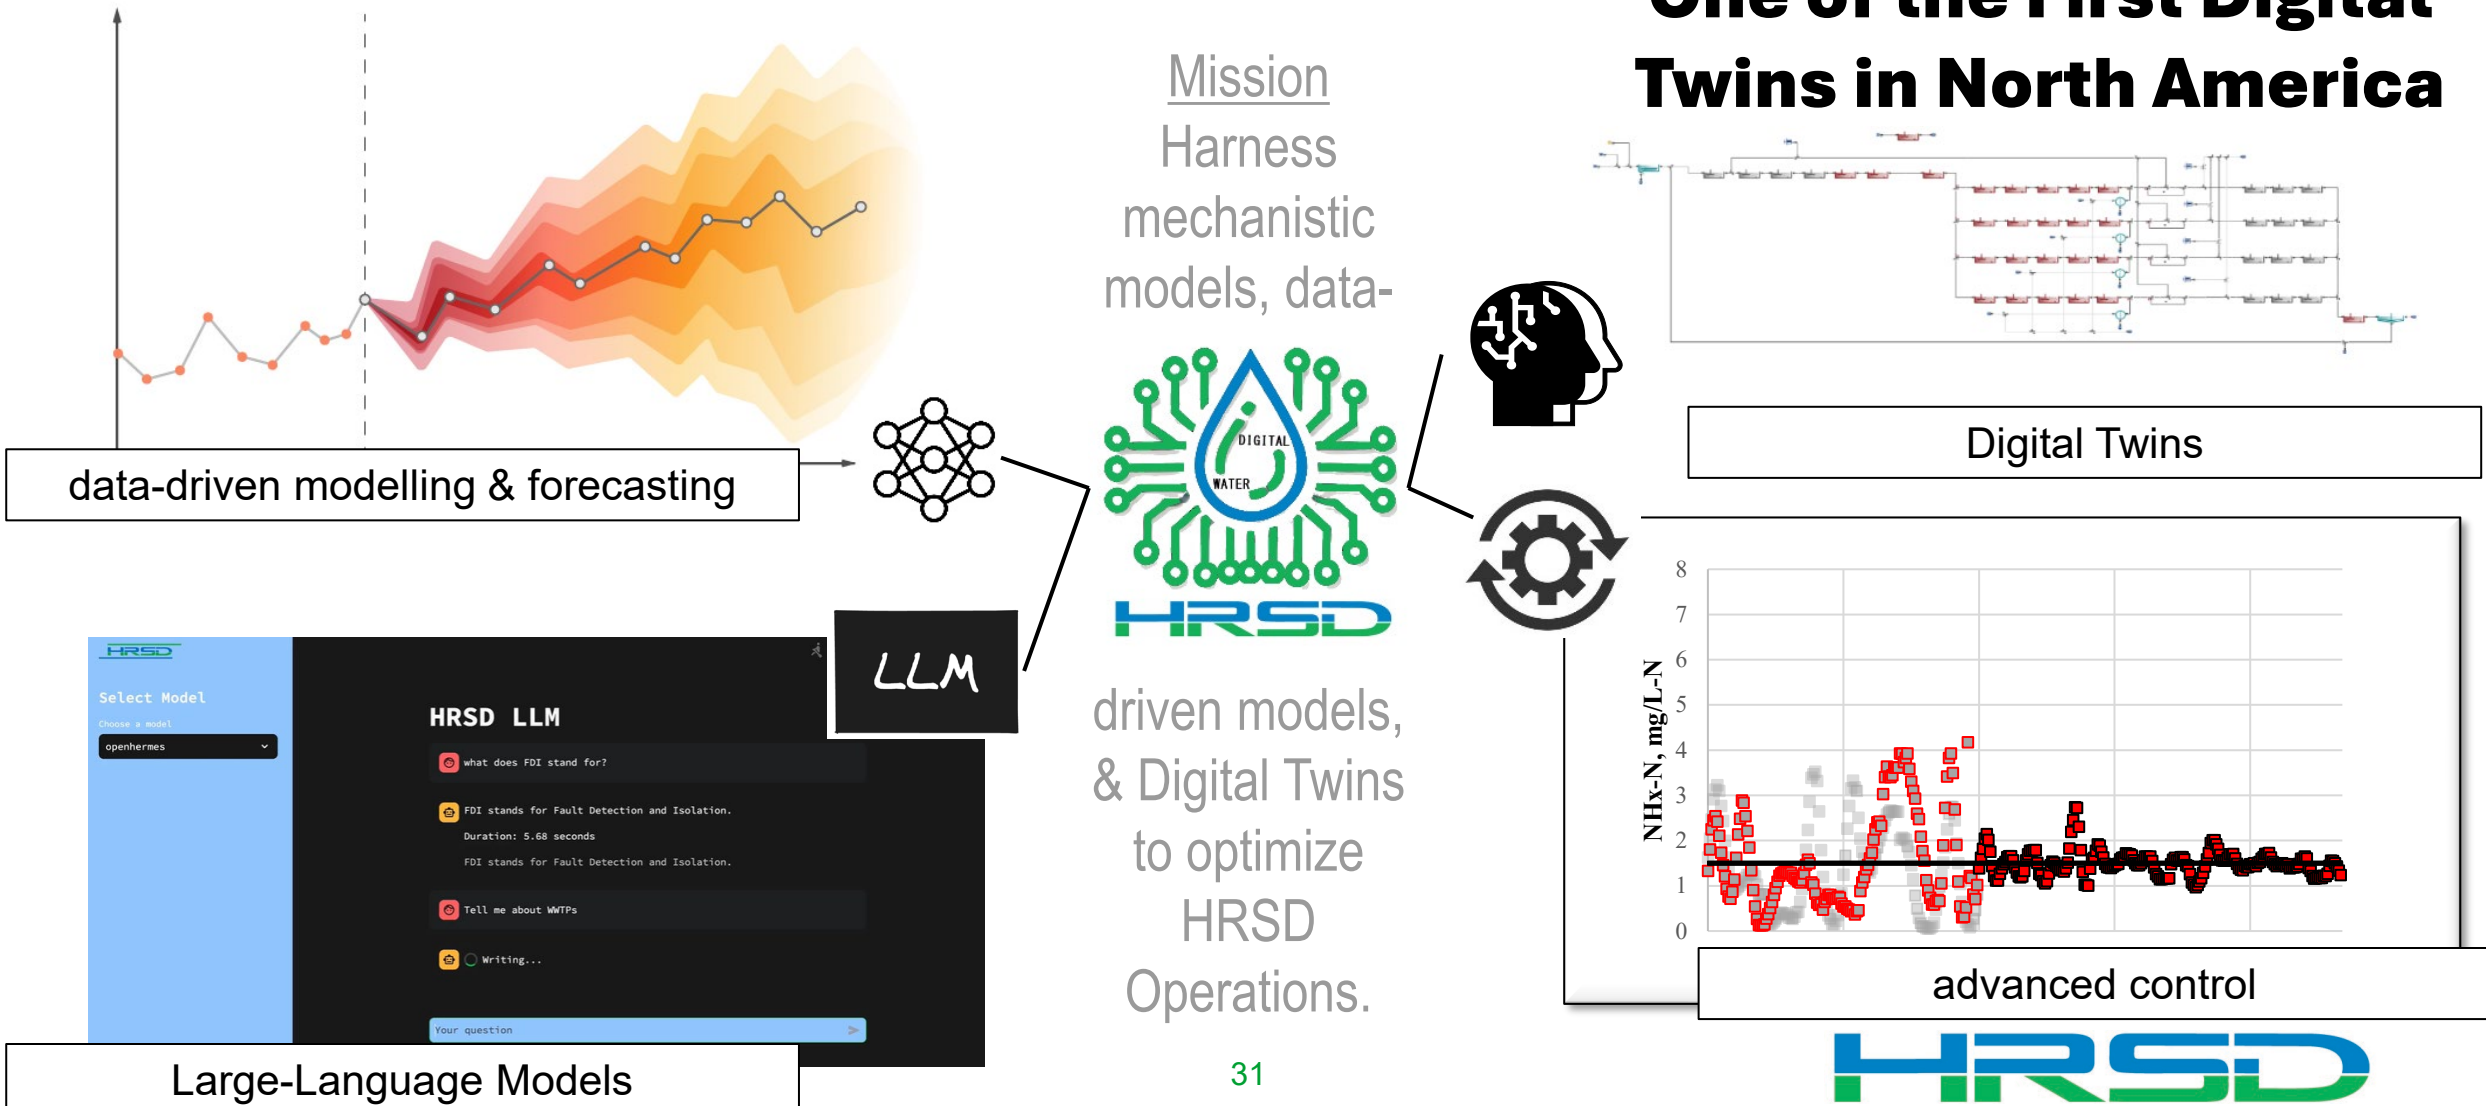 One of the First Digital
Twins in North America
Mission
Harness
mechanistic
models, data-
DIGITAL
WATER
HRSD
driven models,
& Digital Twins
to optimize
HRSD
Operations.
data-driven modelling & forecasting
LLM
HRSD
Select Model
Choose a model
openhermes
HRSD LLM
what does FDI stand for?
FDI stands for Fault Detection and Isolation.
Duration: 5.68 seconds
FDI stands for Fault Detection and Isolation.
Tell me about WWTPs
Writing...
Your question
Large-Language Models
Digital Twins
NHx-N, mg/L-N
8
7
6
5
4
3
2
1
0
advanced control
31
HRSD